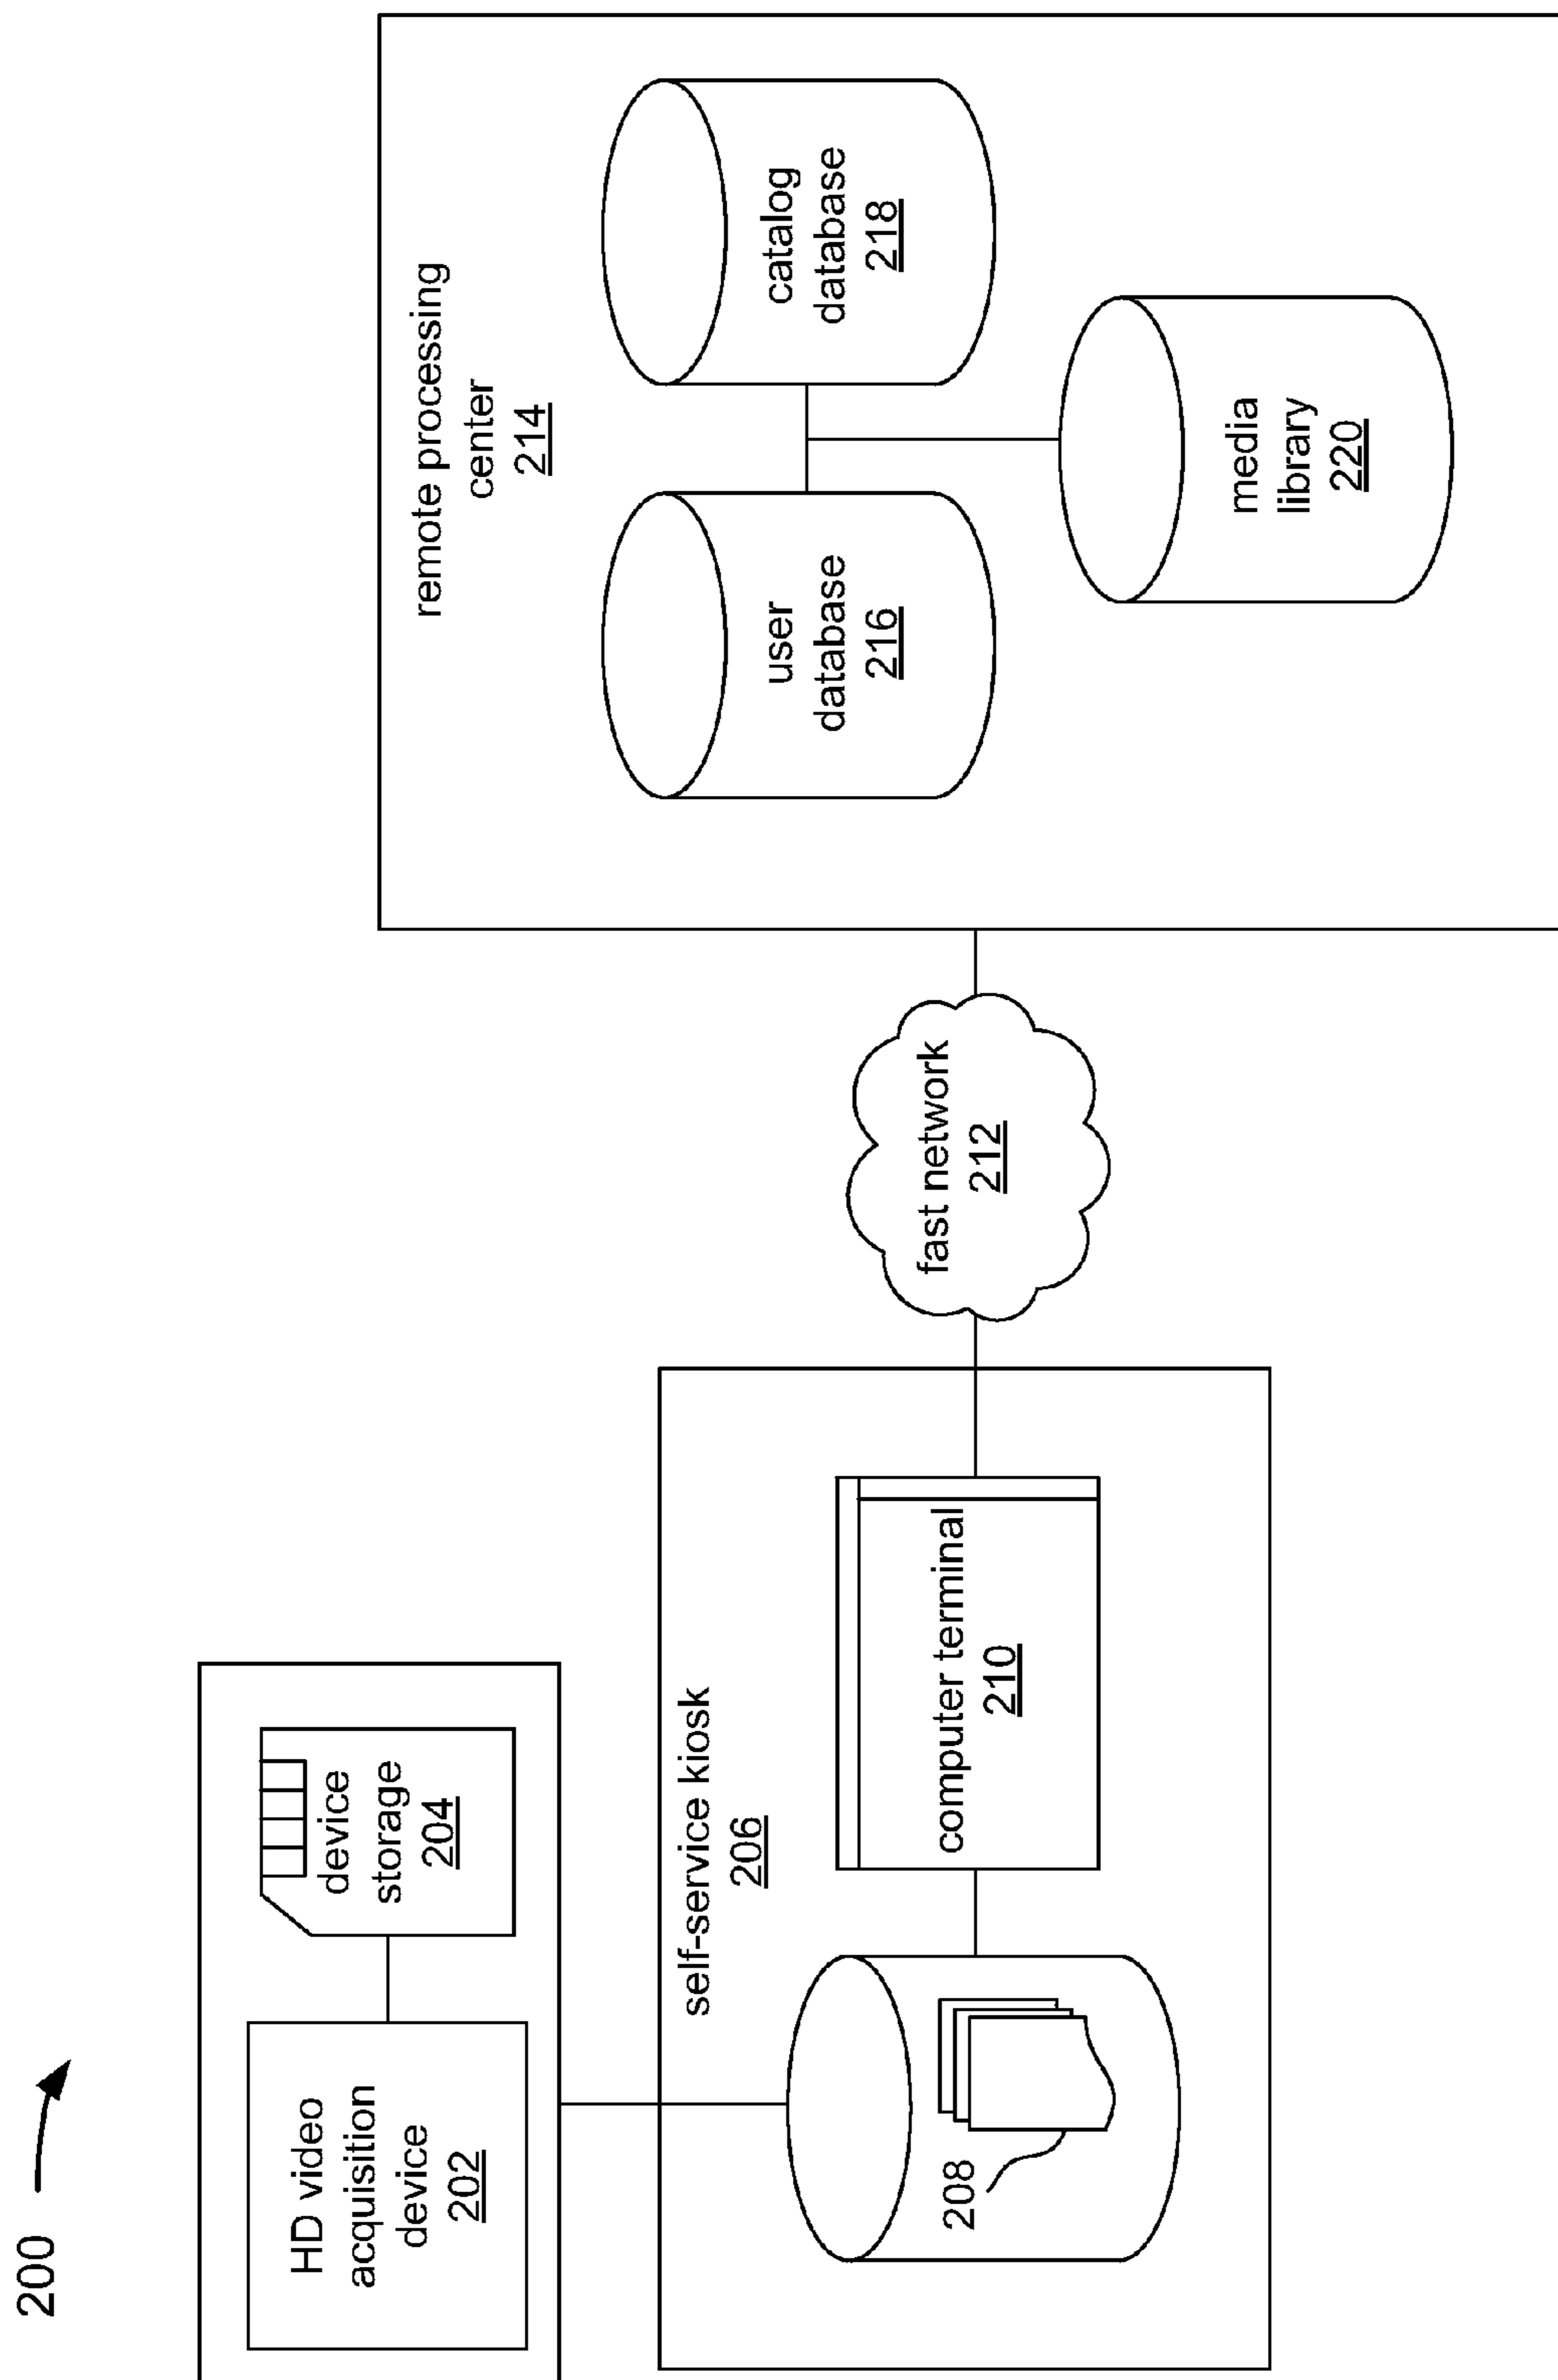 200
HD video
acquisition
device
202
device
storage
204
self-service kiosk
206
208
computer terminal
210
fast network
212
remote processing
center
214
user
database
216
catalog
database
218
media
library
220